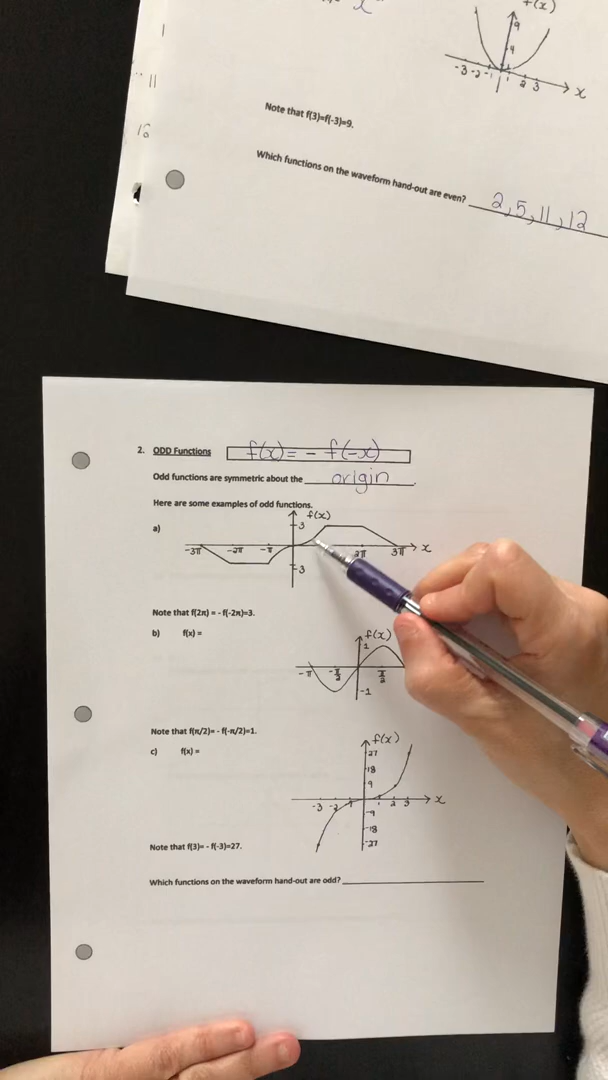 f(x)
9
4
-3 -2 -1 1 2 3 x
11
Note that f(3)=f(-3)=9.
Which functions on the waveform hand-out are even? 2, 5, 11, 12
2. ODD Functions f(x) = - f(-x)
Odd functions are symmetric about the origin.
Here are some examples of odd functions.
f(x)
a) 3
-3π -2π -π 2π 3π x
-3
Note that f(2π) = - f(-2π)=3.
b) f(x) = f(x)
1
-π -π/2 π/2
-1
Note that f(π/2)= - f(-π/2)=1.
c) f(x) = f(x)
27
18
9
-3 -2 -1 1 2 3 x
-9
-18
-27
Note that f(3)= - f(-3)=27.
Which functions on the waveform hand-out are odd?